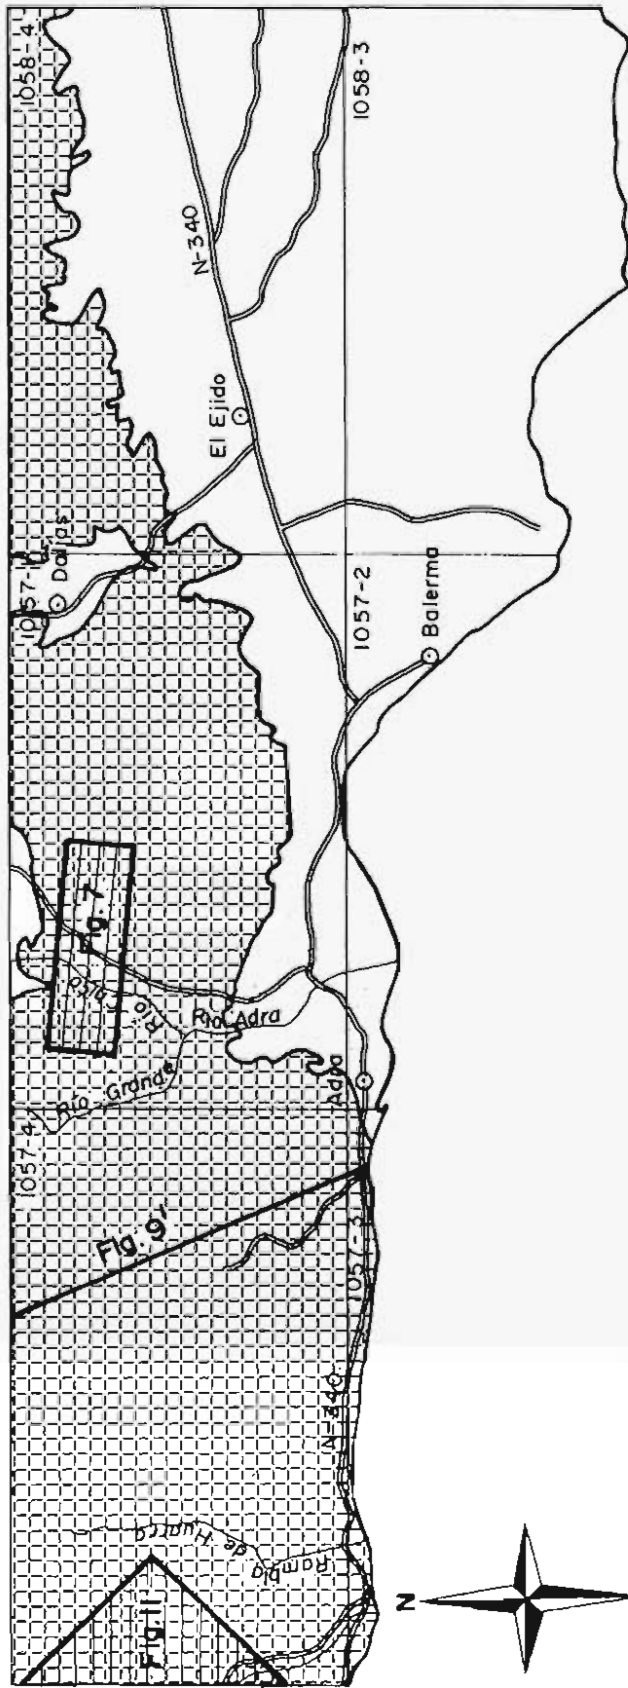 1058-4
1058-3
N-340
El Ejido
Dalías
1057-1
1057-2
Balerma
Fig. 7
Río Chico
Río Adra
Río Grande
Adra
1057-4
Fig. 9
1057-3
N-340
Rambla
de Huarea
Fig. 11
N